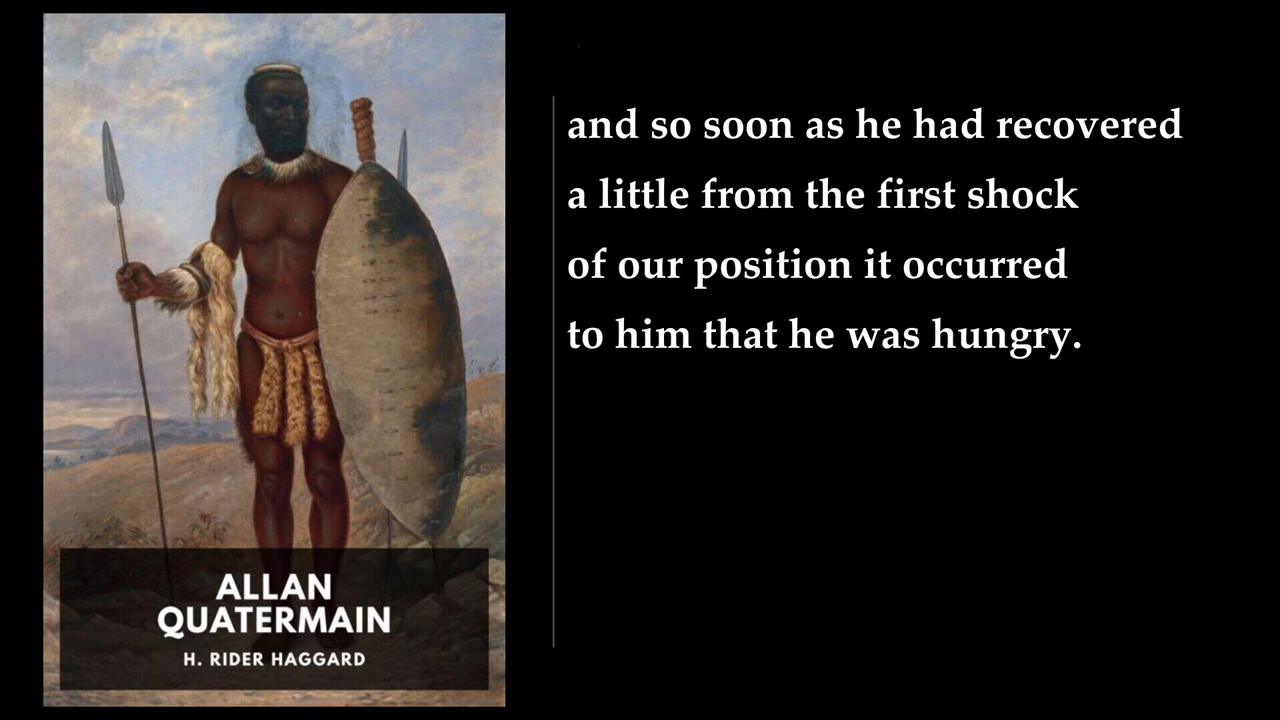 ALLAN
QUATERMAIN
H. RIDER HAGGARD
and so soon as he had recovered
a little from the first shock
of our position it occurred
to him that he was hungry.